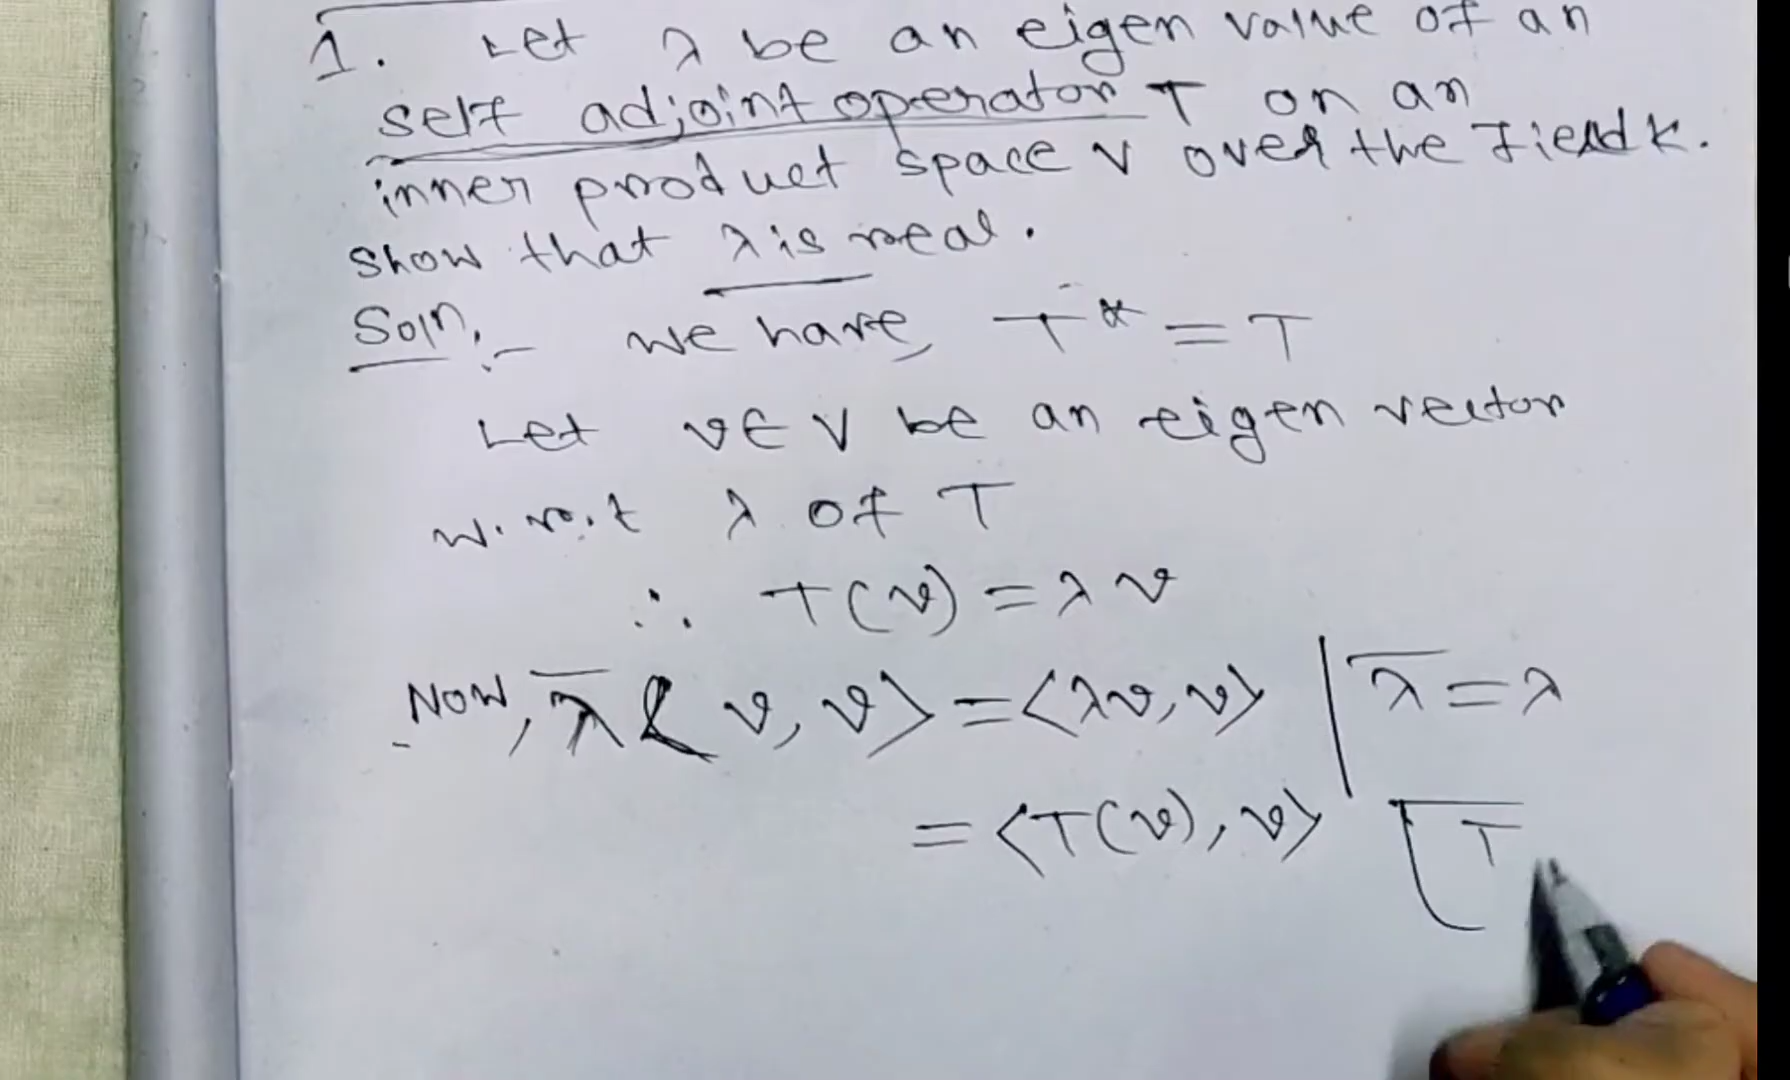 1. Let λ be an eigen value of an
self adjoint operator T on an
inner product space V over the field K.
Show that λ is real.
Soln:- We have, T* = T
Let v ∈ V be an eigen vector
w.r.t λ of T
∴ T(v) = λv
Now, λ̅⟨v, v⟩ = ⟨λv, v⟩ | λ̅ = λ
= ⟨T(v), v⟩ [T